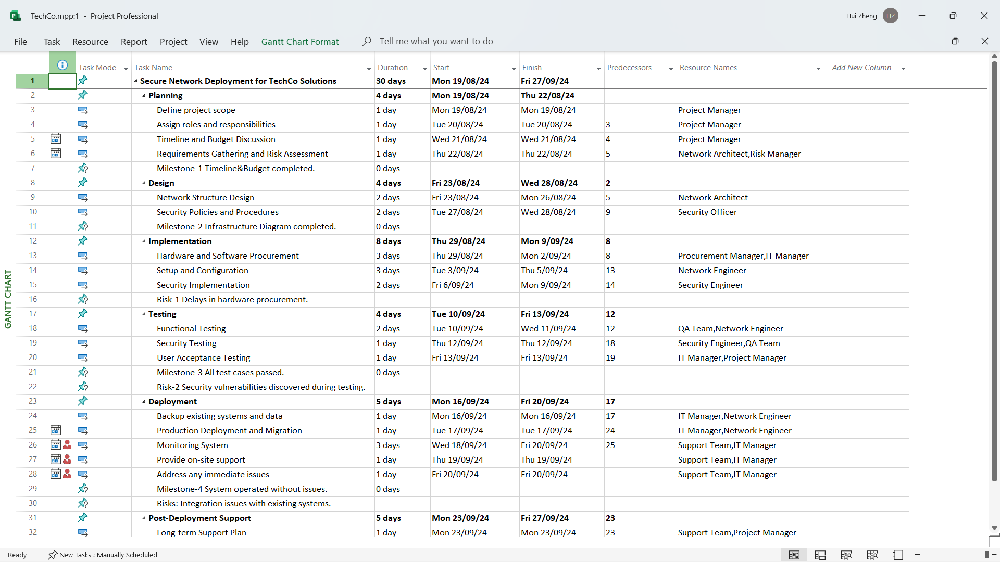 TechCo.mpp:1 - Project Professional
Hui Zheng HZ
File Task Resource Report Project View Help Gantt Chart Format Tell me what you want to do
Task Mode Task Name Duration Start Finish Predecessors Resource Names Add New Column
1 Secure Network Deployment for TechCo Solutions 30 days Mon 19/08/24 Fri 27/09/24
2 Planning 4 days Mon 19/08/24 Thu 22/08/24
3 Define project scope 1 day Mon 19/08/24 Mon 19/08/24 Project Manager
4 Assign roles and responsibilities 1 day Tue 20/08/24 Tue 20/08/24 3 Project Manager
5 Timeline and Budget Discussion 1 day Wed 21/08/24 Wed 21/08/24 4 Project Manager
6 Requirements Gathering and Risk Assessment 1 day Thu 22/08/24 Thu 22/08/24 5 Network Architect,Risk Manager
7 Milestone-1 Timeline&Budget completed. 0 days
8 Design 4 days Fri 23/08/24 Wed 28/08/24 2
9 Network Structure Design 2 days Fri 23/08/24 Mon 26/08/24 5 Network Architect
10 Security Policies and Procedures 2 days Tue 27/08/24 Wed 28/08/24 9 Security Officer
11 Milestone-2 Infrastructure Diagram completed. 0 days
12 Implementation 8 days Thu 29/08/24 Mon 9/09/24 8
13 Hardware and Software Procurement 3 days Thu 29/08/24 Mon 2/09/24 8 Procurement Manager,IT Manager
14 Setup and Configuration 3 days Tue 3/09/24 Thu 5/09/24 13 Network Engineer
15 Security Implementation 2 days Fri 6/09/24 Mon 9/09/24 14 Security Engineer
16 Risk-1 Delays in hardware procurement.
17 Testing 4 days Tue 10/09/24 Fri 13/09/24 12
18 Functional Testing 2 days Tue 10/09/24 Wed 11/09/24 12 QA Team,Network Engineer
19 Security Testing 1 day Thu 12/09/24 Thu 12/09/24 18 Security Engineer,QA Team
20 User Acceptance Testing 1 day Fri 13/09/24 Fri 13/09/24 19 IT Manager,Project Manager
21 Milestone-3 All test cases passed. 0 days
22 Risk-2 Security vulnerabilities discovered during testing.
23 Deployment 5 days Mon 16/09/24 Fri 20/09/24 17
24 Backup existing systems and data 1 day Mon 16/09/24 Mon 16/09/24 17 IT Manager,Network Engineer
25 Production Deployment and Migration 1 day Tue 17/09/24 Tue 17/09/24 24 IT Manager,Network Engineer
26 Monitoring System 3 days Wed 18/09/24 Fri 20/09/24 25 Support Team,IT Manager
27 Provide on-site support 1 day Thu 19/09/24 Thu 19/09/24 Support Team,IT Manager
28 Address any immediate issues 1 day Fri 20/09/24 Fri 20/09/24 Support Team,IT Manager
29 Milestone-4 System operated without issues. 0 days
30 Risks: Integration issues with existing systems.
31 Post-Deployment Support 5 days Mon 23/09/24 Fri 27/09/24 23
32 Long-term Support Plan 1 day Mon 23/09/24 Mon 23/09/24 23 Support Team,Project Manager
GANTT CHART
Ready New Tasks : Manually Scheduled